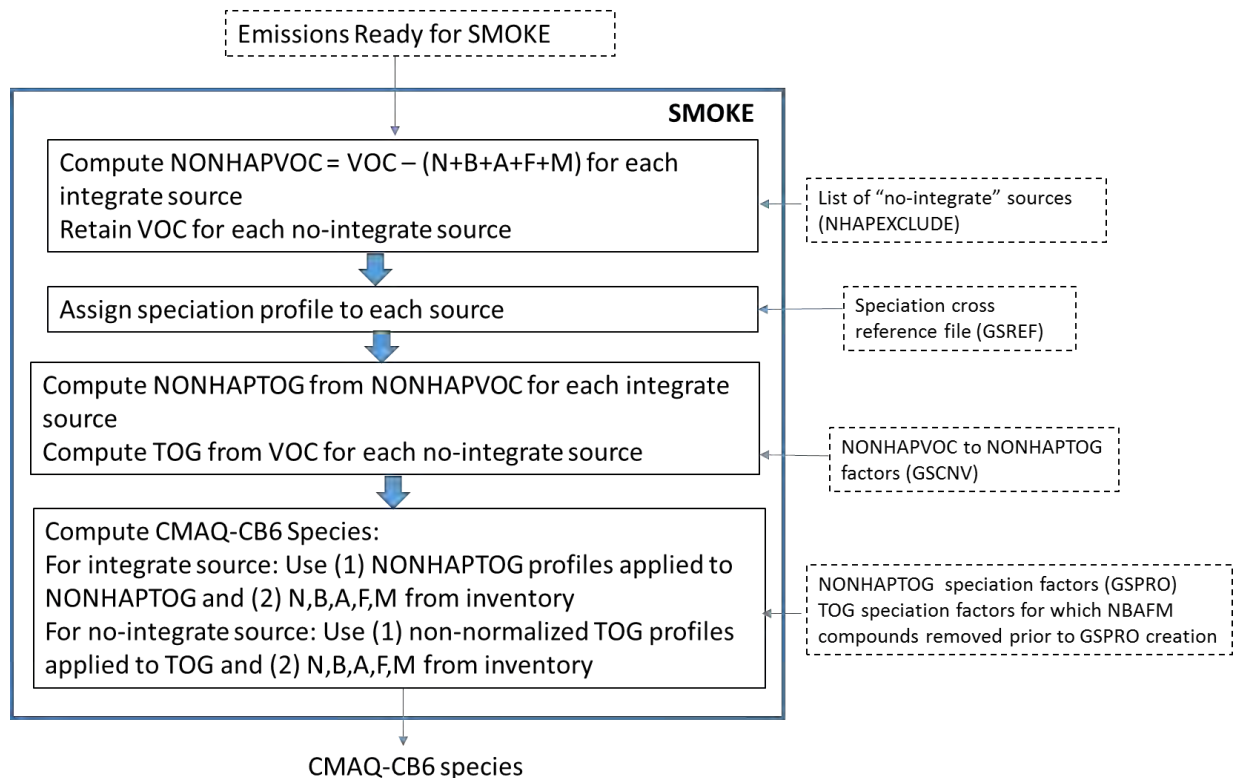 Emissions Ready for SMOKE
SMOKE
Compute NONHAPVOC = VOC – (N+B+A+F+M) for each
integrate source
Retain VOC for each no-integrate source
List of “no-integrate” sources
(NHAPEXCLUDE)
Assign speciation profile to each source
Speciation cross
reference file (GSREF)
Compute NONHAPTOG from NONHAPVOC for each integrate
source
Compute TOG from VOC for each no-integrate source
NONHAPVOC to NONHAPTOG
factors (GSCNV)
Compute CMAQ-CB6 Species:
For integrate source: Use (1) NONHAPTOG profiles applied to
NONHAPTOG and (2) N,B,A,F,M from inventory
For no-integrate source: Use (1) non-normalized TOG profiles
applied to TOG and (2) N,B,A,F,M from inventory
NONHAPTOG speciation factors (GSPRO)
TOG speciation factors for which NBAFM
compounds removed prior to GSPRO creation
CMAQ-CB6 species